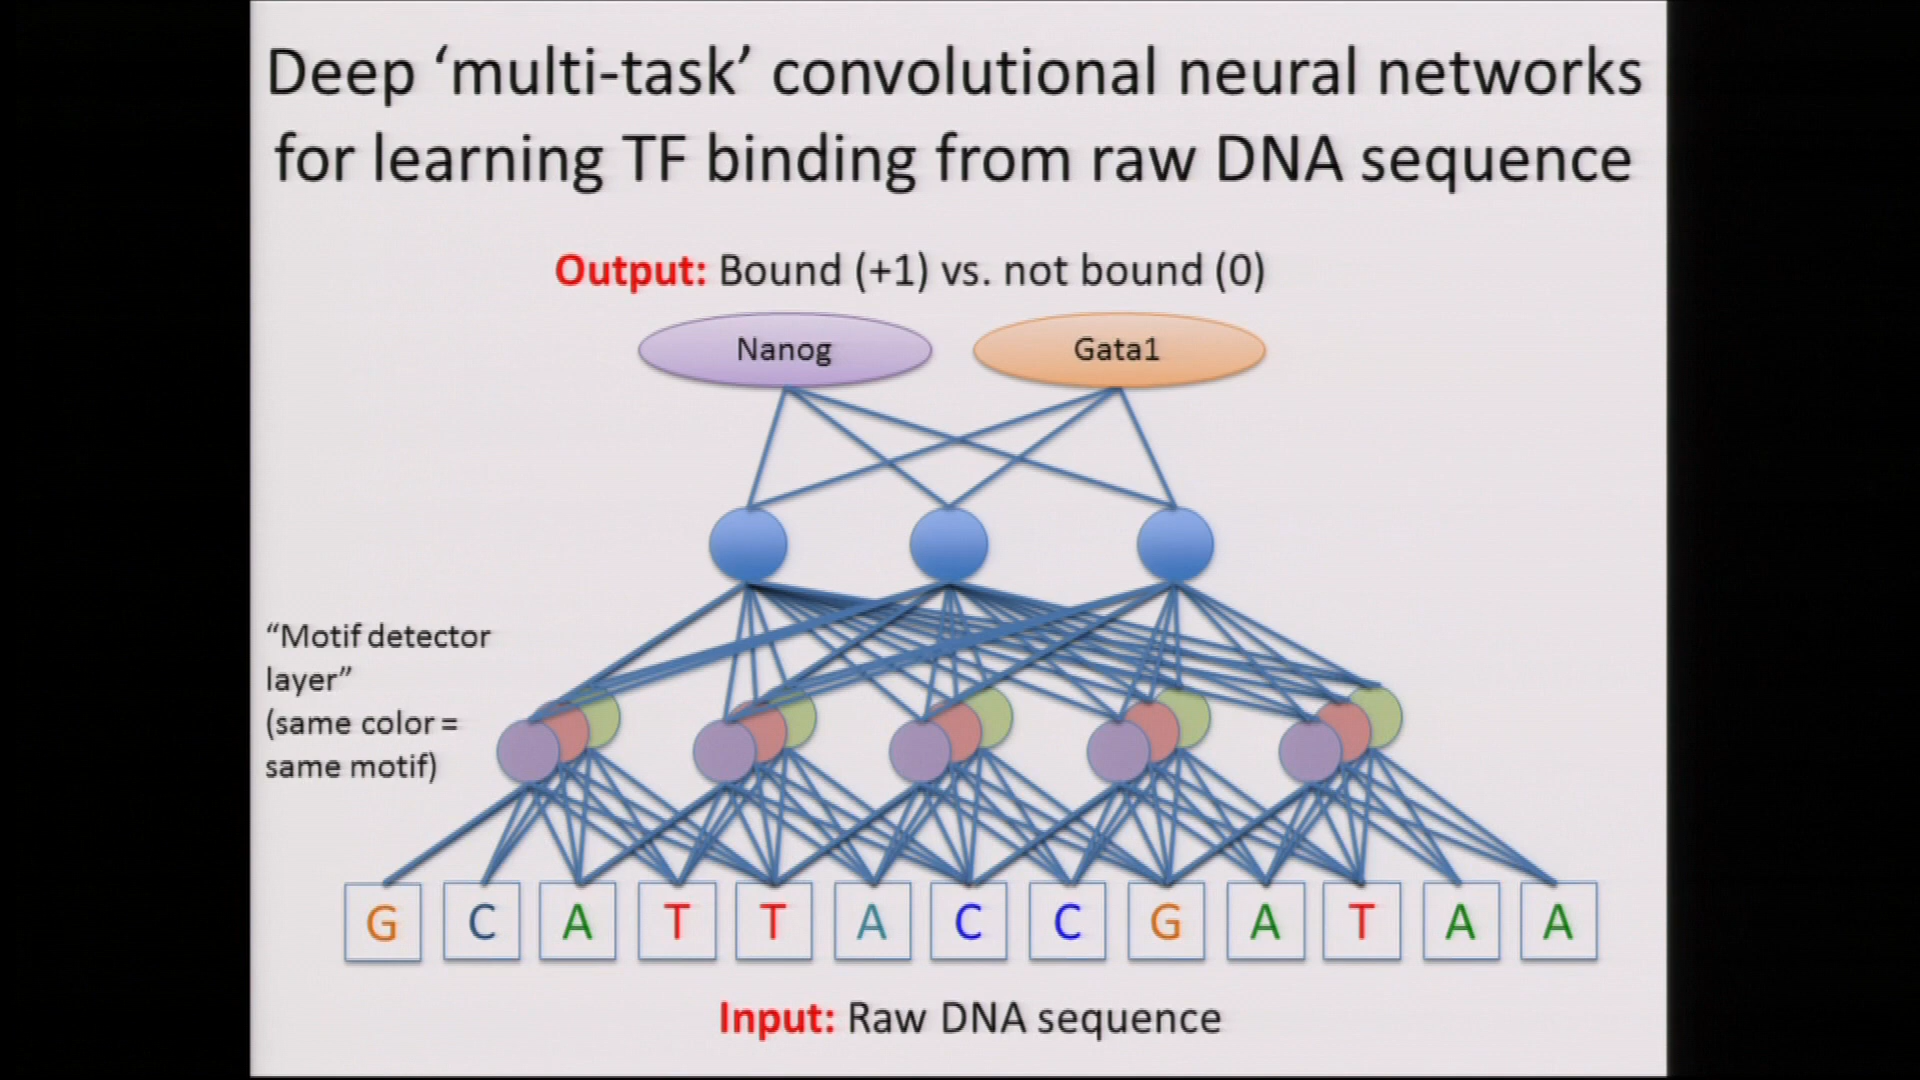 Deep ‘multi-task’ convolutional neural networks
for learning TF binding from raw DNA sequence
Output: Bound (+1) vs. not bound (0)
Nanog
Gata1
“Motif detector
layer”
(same color =
same motif)
G C A T T A C C G A T A A
Input: Raw DNA sequence